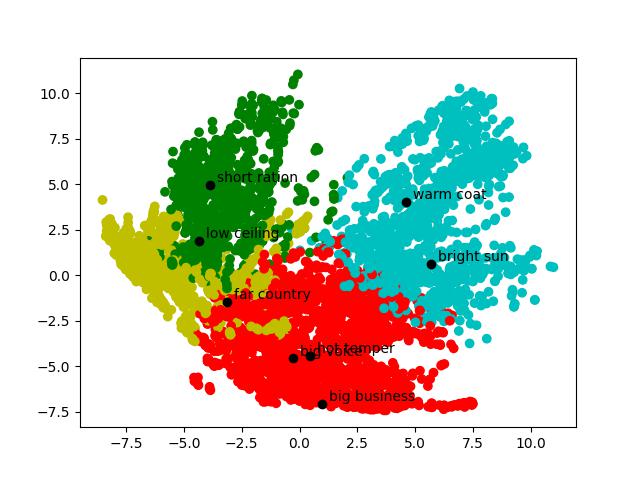 10.0
7.5
5.0
2.5
0.0
−2.5
−5.0
−7.5
short ration
warm coat
low ceiling
bright sun
far country
big voice
hot temper
big business
−7.5 −5.0 −2.5 0.0 2.5 5.0 7.5 10.0